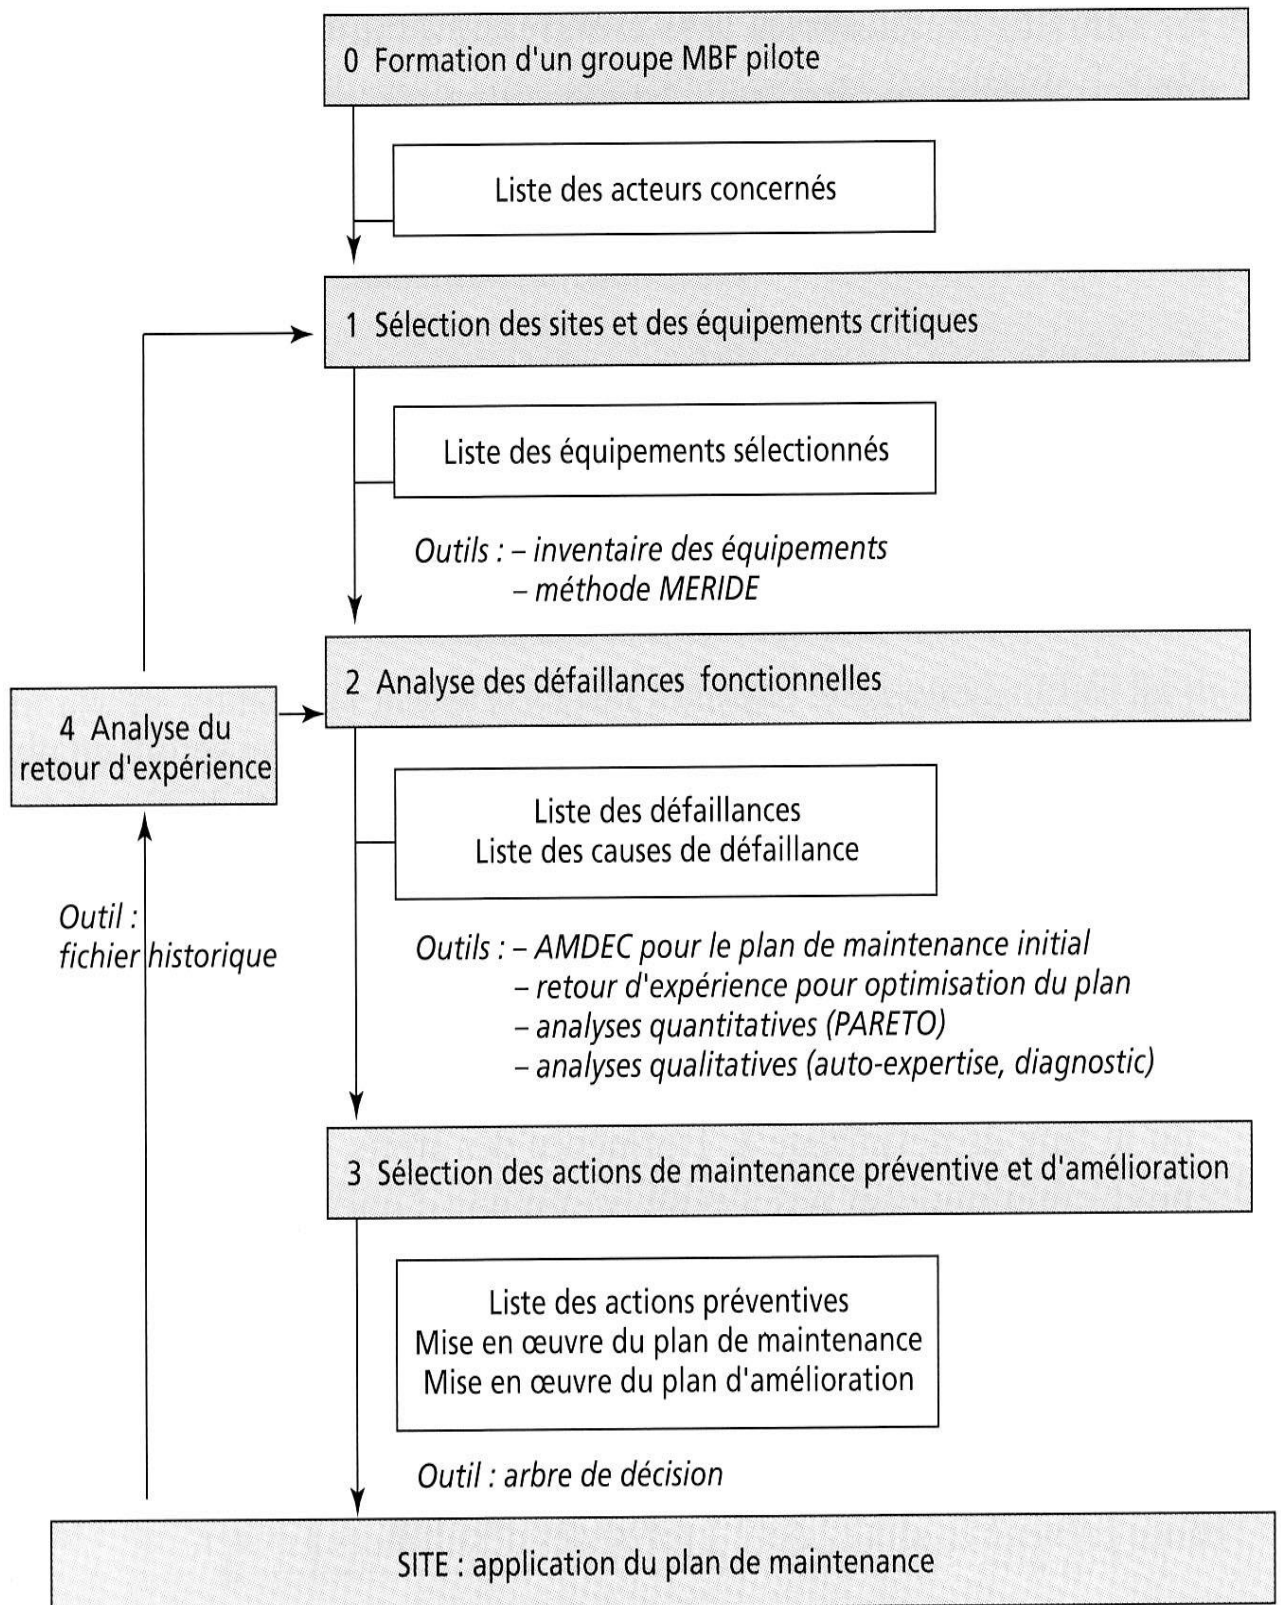 0 Formation d'un groupe MBF pilote
Liste des acteurs concernés
1 Sélection des sites et des équipements critiques
Liste des équipements sélectionnés
Outils : – inventaire des équipements
– méthode MERIDE
2 Analyse des défaillances fonctionnelles
4 Analyse du
retour d'expérience
Liste des défaillances
Liste des causes de défaillance
Outil :
fichier historique
Outils : – AMDEC pour le plan de maintenance initial
– retour d'expérience pour optimisation du plan
– analyses quantitatives (PARETO)
– analyses qualitatives (auto-expertise, diagnostic)
3 Sélection des actions de maintenance préventive et d'amélioration
Liste des actions préventives
Mise en œuvre du plan de maintenance
Mise en œuvre du plan d'amélioration
Outil : arbre de décision
SITE : application du plan de maintenance